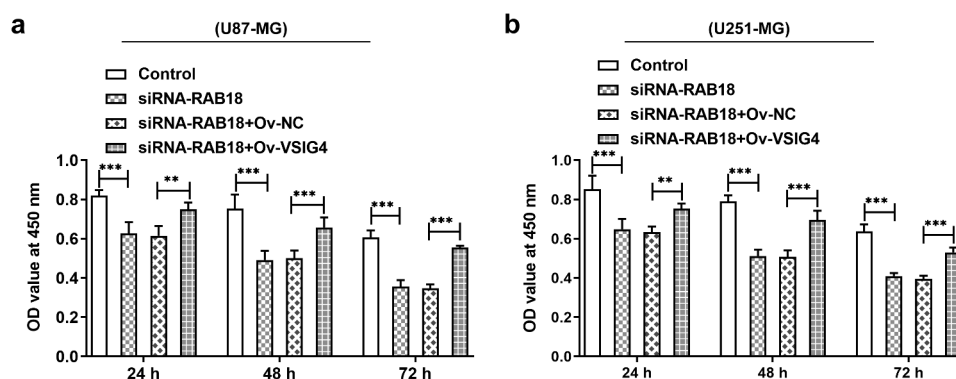 a
(U87-MG)
Control
siRNA-RAB18
siRNA-RAB18+Ov-NC
siRNA-RAB18+Ov-VSIG4
OD value at 450 nm
1.0
0.8
0.6
0.4
0.2
0.0
*** ** *** *** *** ***
24 h 48 h 72 h
b
(U251-MG)
Control
siRNA-RAB18
siRNA-RAB18+Ov-NC
siRNA-RAB18+Ov-VSIG4
OD value at 450 nm
1.0
0.8
0.6
0.4
0.2
0.0
*** ** *** *** *** ***
24 h 48 h 72 h